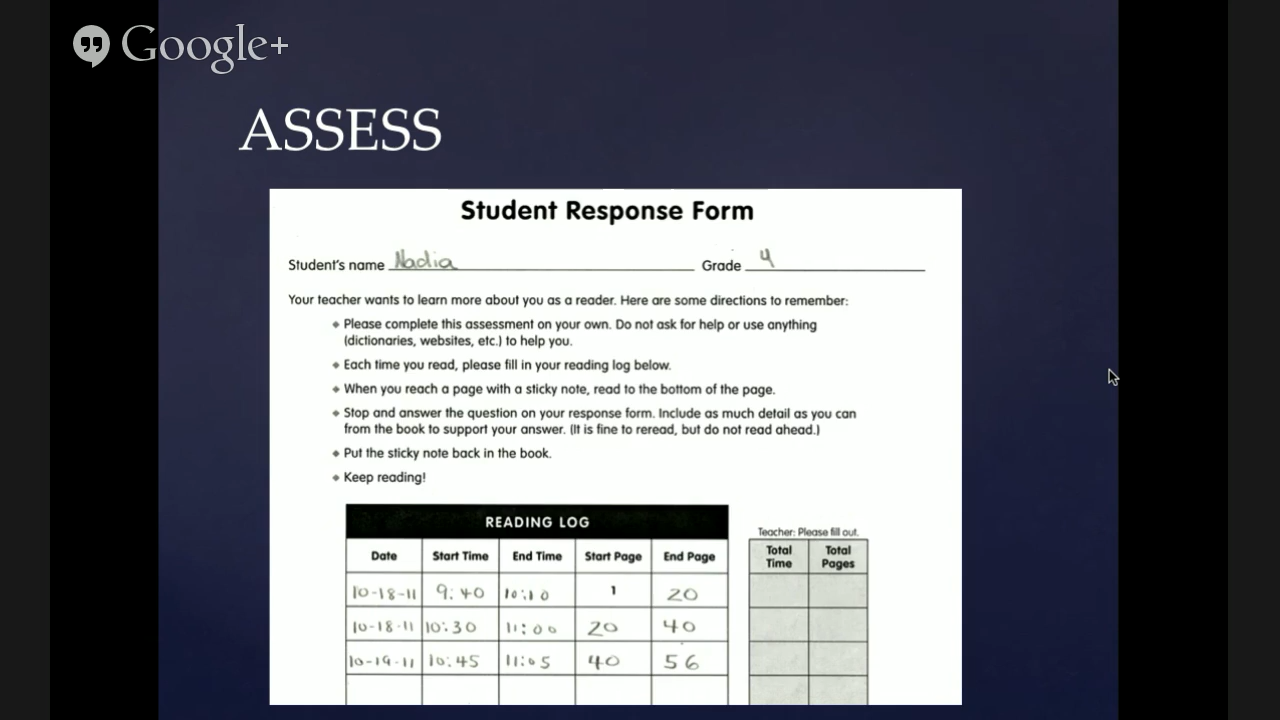 Google+
ASSESS
Student Response Form
Student's name Nadia Grade 4
Your teacher wants to learn more about you as a reader. Here are some directions to remember:
Please complete this assessment on your own. Do not ask for help or use anything
(dictionaries, websites, etc.) to help you.
Each time you read, please fill in your reading log below.
When you reach a page with a sticky note, read to the bottom of the page.
Stop and answer the question on your response form. Include as much detail as you can
from the book to support your answer. (It is fine to reread, but do not read ahead.)
Put the sticky note back in the book.
Keep reading!
READING LOG
Teacher: Please fill out.
Date Start Time End Time Start Page End Page Total Time Total Pages
10-18-11 9:40 10:10 1 20
10-18-11 10:30 11:00 20 40
10-19-11 10:45 11:05 40 56